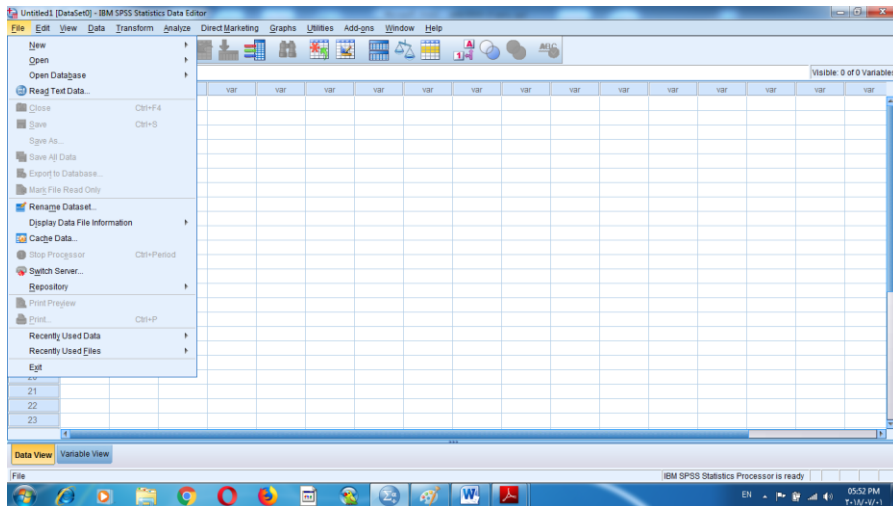 Untitled1 [DataSet0] - IBM SPSS Statistics Data Editor
File Edit View Data Transform Analyze Direct Marketing Graphs Utilities Add-ons Window Help
New
Open
Open Database
Visible: 0 of 0 Variables
Read Text Data...
var var var var var var var var var var var var var var
Close Ctrl+F4
Save Ctrl+S
Save As...
Save All Data
Export to Database...
Mark File Read Only
Rename Dataset...
Display Data File Information
Cache Data...
Stop Processor Ctrl+Period
Switch Server...
Repository
Print Preview
Print... Ctrl+P
Recently Used Data
Recently Used Files
Exit
20
21
22
23
Data View Variable View
File IBM SPSS Statistics Processor is ready
EN 05:52 PM
٢٠١٨/٠٧/٠١